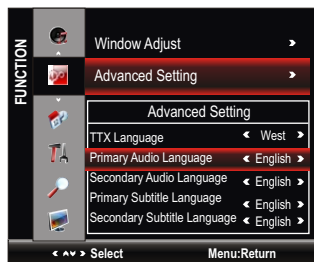 FUNCTION
Window Adjust
Advanced Setting
Advanced Setting
TTX Language West
Primary Audio Language English
Secondary Audio Language English
Primary Subtitle Language English
Secondary Subtitle Language English
Select Menu:Return